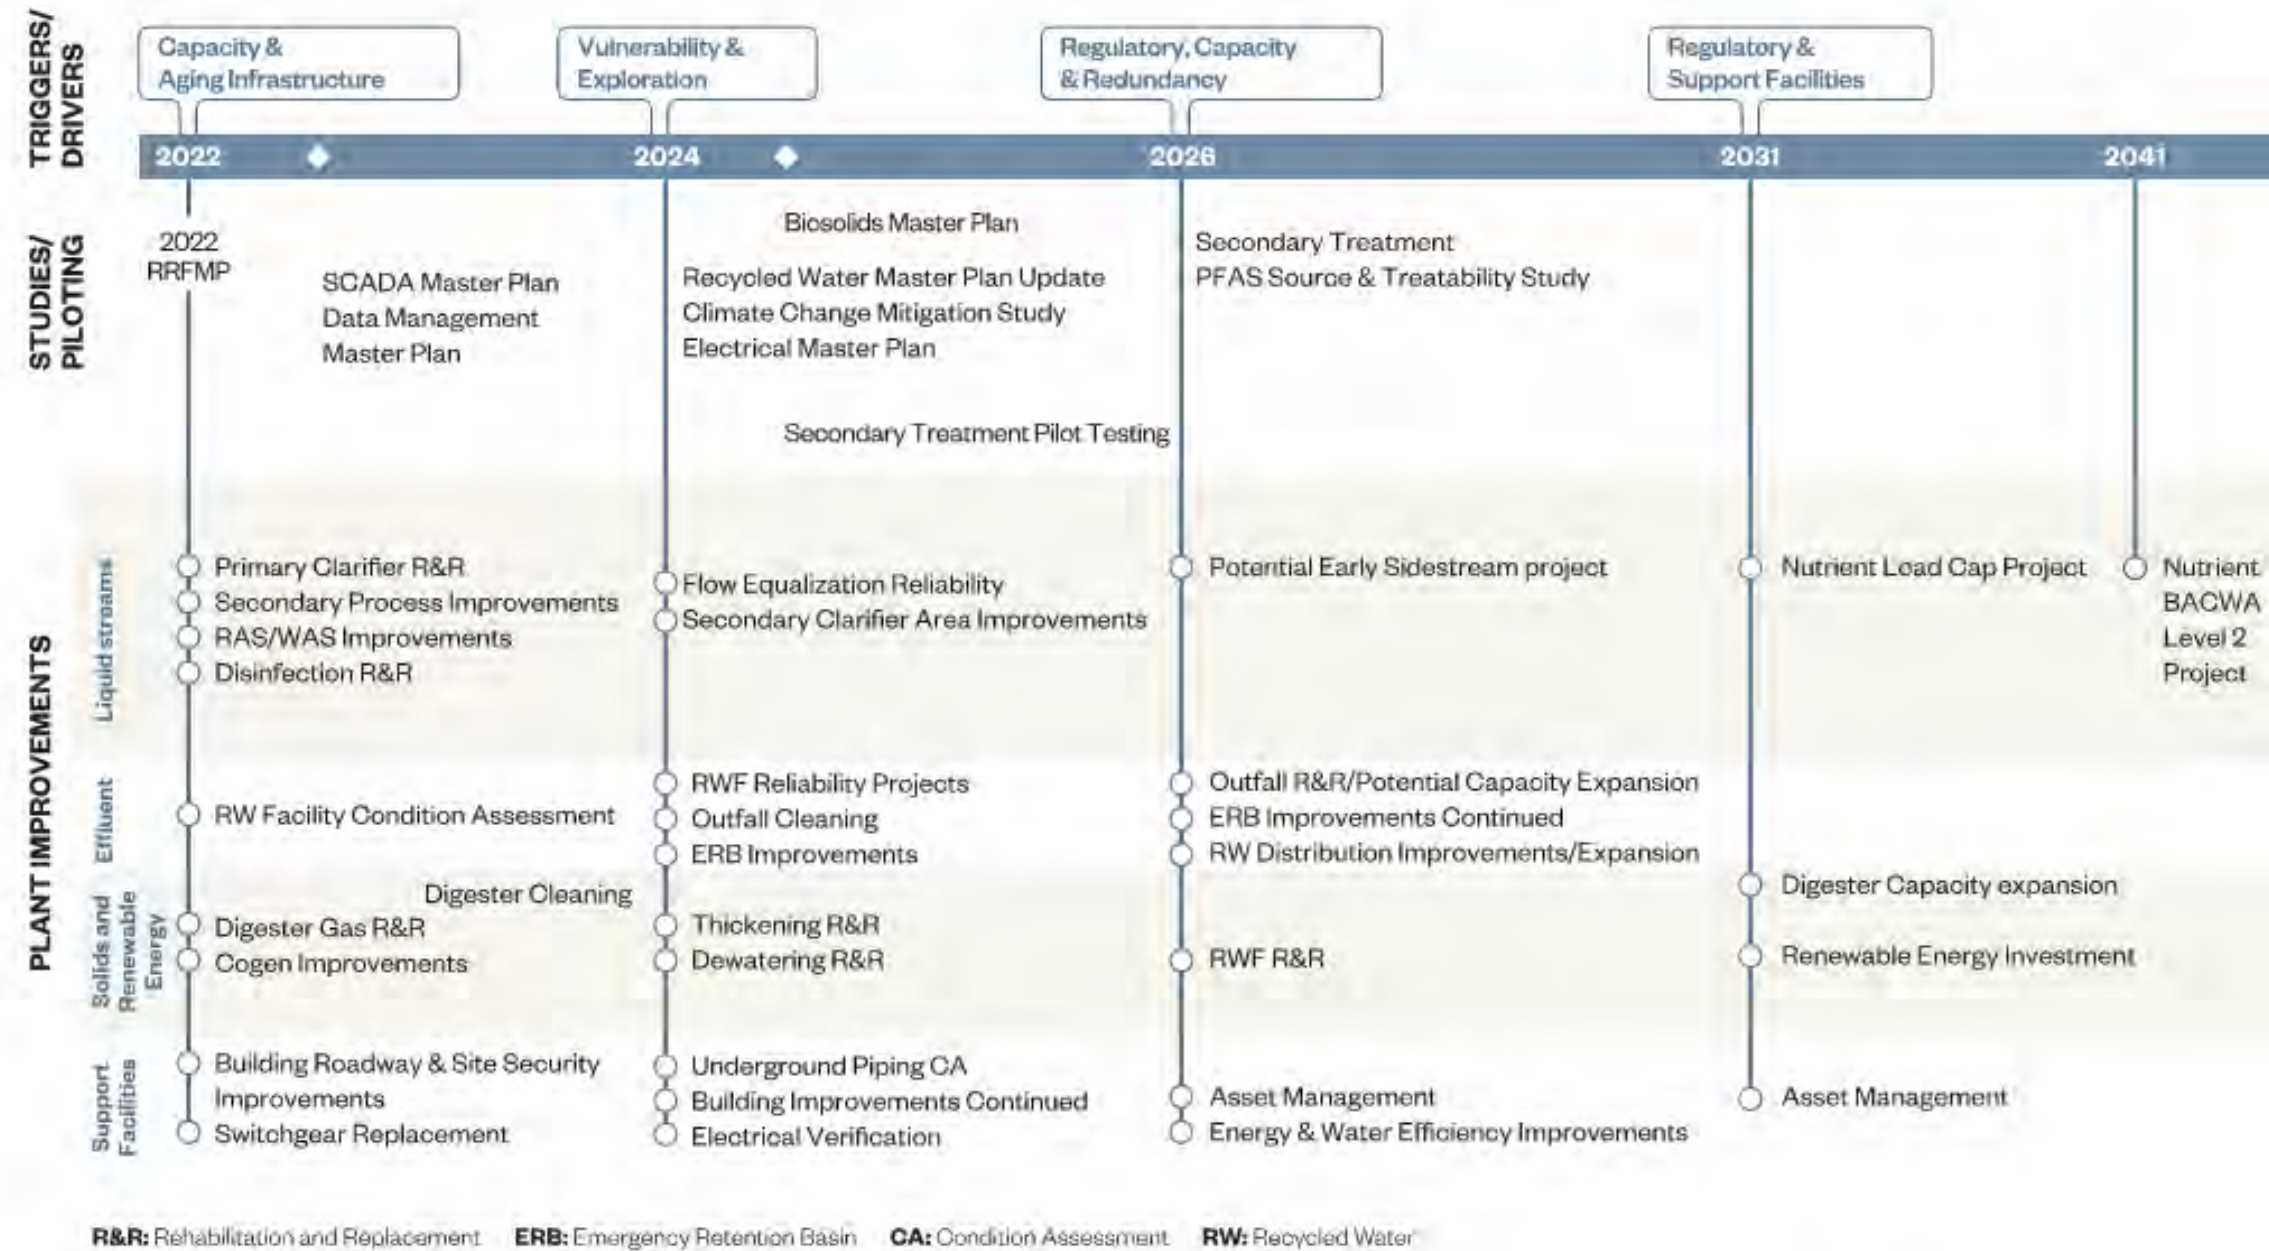 TRIGGERS/
DRIVERS
Capacity &
Aging Infrastructure
Vulnerability &
Exploration
Regulatory, Capacity
& Redundancy
Regulatory &
Support Facilities
2022
2024
2026
2031
2041
STUDIES/
PILOTING
2022
RRFMP
SCADA Master Plan
Data Management
Master Plan
Biosolids Master Plan
Recycled Water Master Plan Update
Climate Change Mitigation Study
Electrical Master Plan
Secondary Treatment Pilot Testing
Secondary Treatment
PFAS Source & Treatability Study
PLANT IMPROVEMENTS
Liquid streams
Primary Clarifier R&R
Secondary Process Improvements
RAS/WAS Improvements
Disinfection R&R
Flow Equalization Reliability
Secondary Clarifier Area Improvements
Potential Early Sidestream project
Nutrient Load Cap Project
Nutrient
BACWA
Level 2
Project
Effluent
RW Facility Condition Assessment
RWF Reliability Projects
Outfall Cleaning
ERB Improvements
Outfall R&R/Potential Capacity Expansion
ERB Improvements Continued
RW Distribution Improvements/Expansion
Solids and
Renewable
Energy
Digester Cleaning
Digester Gas R&R
Cogen Improvements
Thickening R&R
Dewatering R&R
RWF R&R
Digester Capacity expansion
Renewable Energy Investment
Support
Facilities
Building Roadway & Site Security
Improvements
Switchgear Replacement
Underground Piping CA
Building Improvements Continued
Electrical Verification
Asset Management
Energy & Water Efficiency Improvements
Asset Management
R&R: Rehabilitation and Replacement ERB: Emergency Retention Basin CA: Condition Assessment RW: Recycled Water